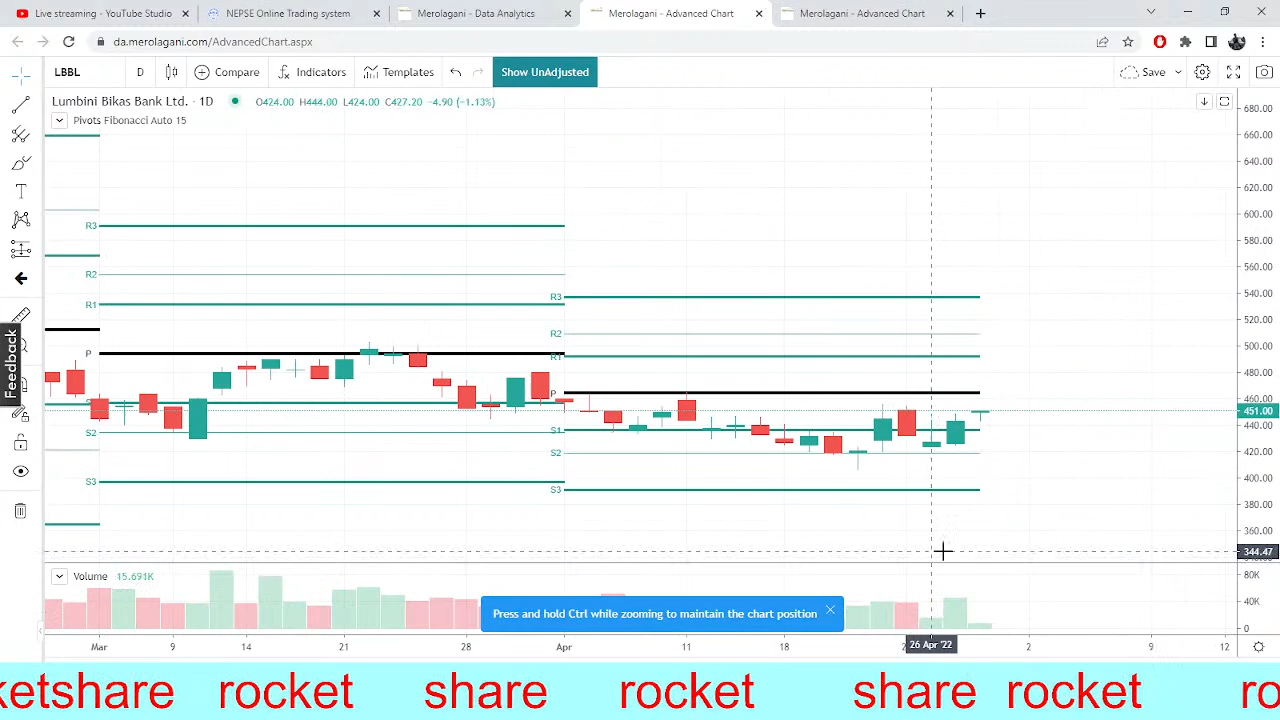 Live streaming - YouTube Studio
NEPSE Online Trading system
Merolagani - Data Analytics
Merolagani - Advanced Chart
Merolagani - Advanced Chart
da.merolagani.com/AdvancedChart.aspx
LBBL
D
Compare
Indicators
Templates
Show UnAdjusted
Save
Lumbini Bikas Bank Ltd. · 1D
O424.00 H444.00 L424.00 C427.20 −4.90 (−1.13%)
Pivots Fibonacci Auto 15
Feedback
T
R3
R2
R1
P
S2
S3
R3
R2
R1
P
S1
S2
S3
680.00
660.00
640.00
620.00
600.00
580.00
560.00
540.00
520.00
500.00
480.00
460.00
451.00
440.00
420.00
400.00
380.00
360.00
344.47
Volume 15.691K
80K
40K
0
Press and hold Ctrl while zooming to maintain the chart position
Mar
9
14
21
28
Apr
11
18
26 Apr '22
2
9
12
ketshare rocket share rocket share rocket ro